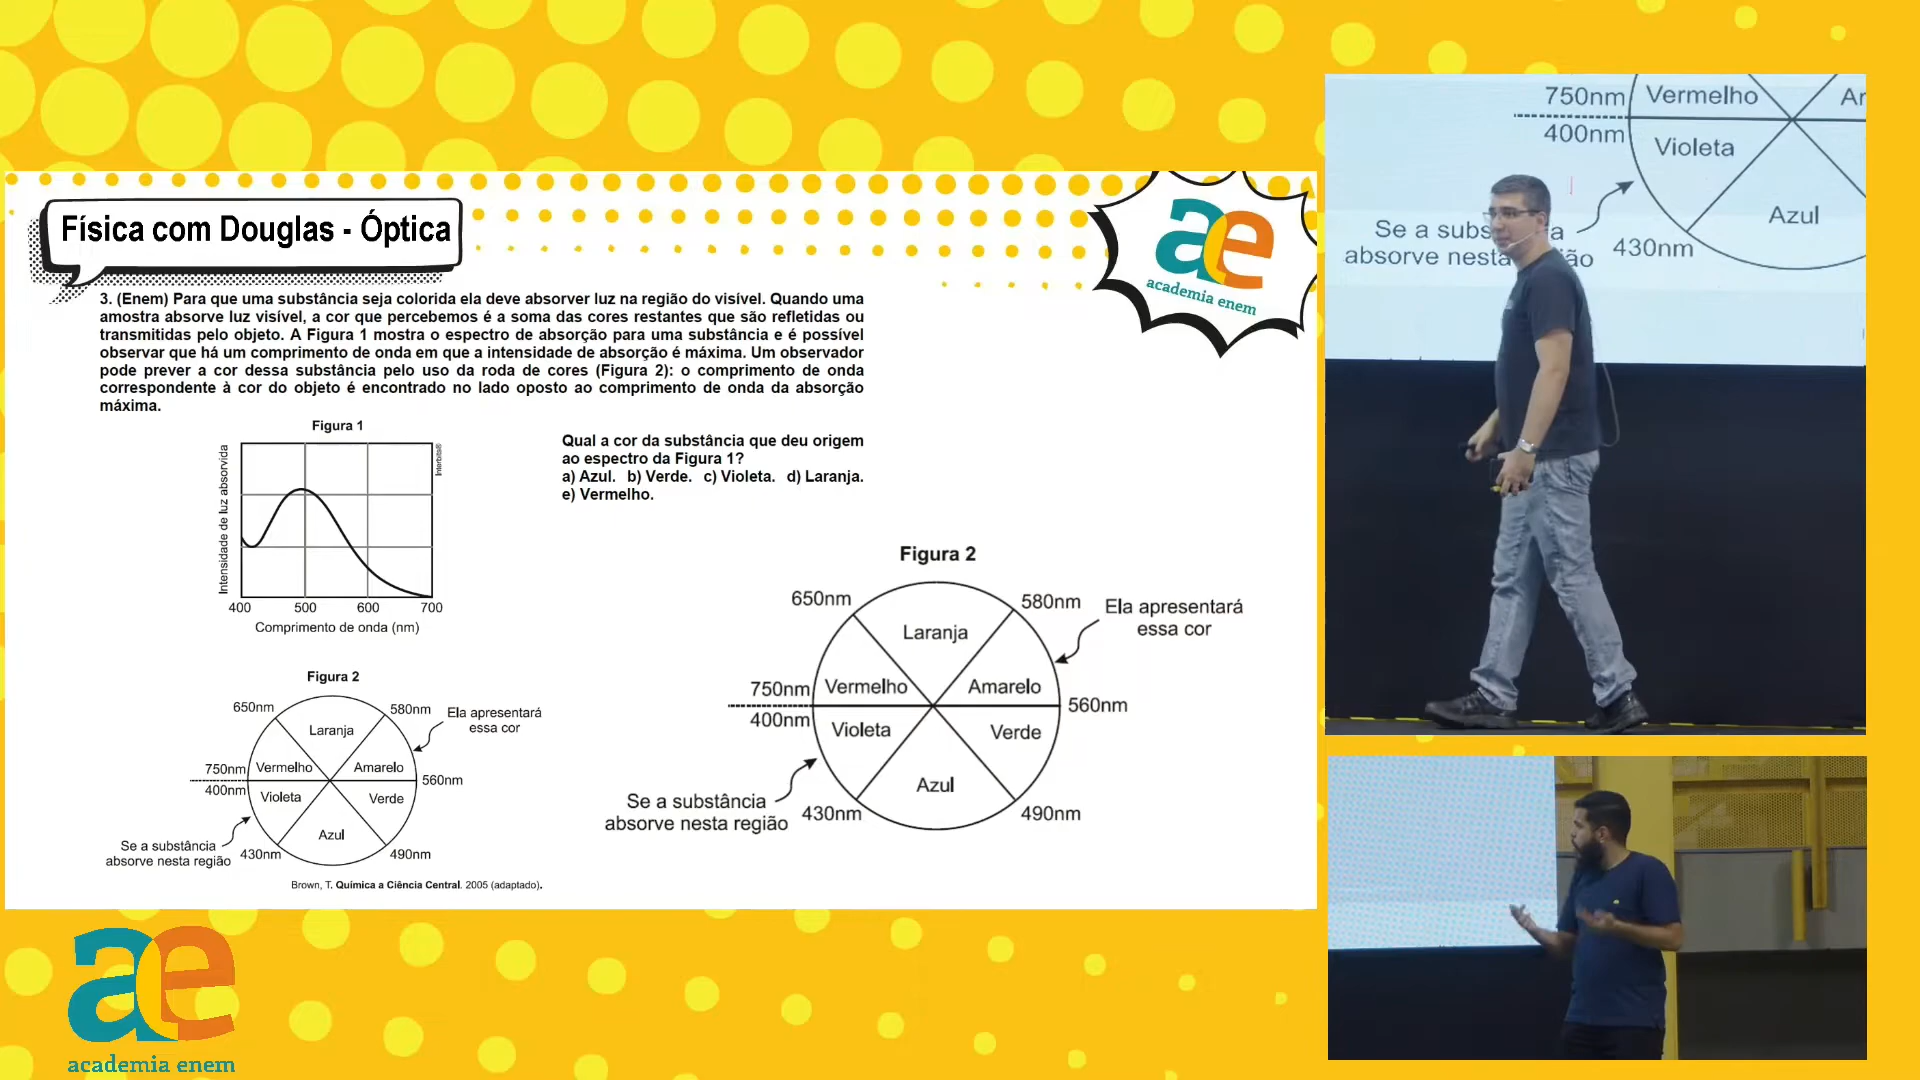 Física com Douglas - Óptica
ae
academia enem
3. (Enem) Para que uma substância seja colorida ela deve absorver luz na região do visível. Quando uma
amostra absorve luz visível, a cor que percebemos é a soma das cores restantes que são refletidas ou
transmitidas pelo objeto. A Figura 1 mostra o espectro de absorção para uma substância e é possível
observar que há um comprimento de onda em que a intensidade de absorção é máxima. Um observador
pode prever a cor dessa substância pelo uso da roda de cores (Figura 2): o comprimento de onda
correspondente à cor do objeto é encontrado no lado oposto ao comprimento de onda da absorção
máxima.
Figura 1
Intensidade de luz absorvida
Interbits®
400 500 600 700
Comprimento de onda (nm)
Qual a cor da substância que deu origem
ao espectro da Figura 1?
a) Azul. b) Verde. c) Violeta. d) Laranja.
e) Vermelho.
Figura 2
650nm
580nm
Laranja
Ela apresentará
essa cor
750nm
Vermelho
Amarelo
560nm
400nm
Violeta
Verde
Azul
Se a substância
absorve nesta região
430nm
490nm
Brown, T. Química a Ciência Central. 2005 (adaptado).
Figura 2
650nm
580nm
Ela apresentará
essa cor
Laranja
750nm
Vermelho
Amarelo
560nm
400nm
Violeta
Verde
Azul
Se a substância
absorve nesta região
430nm
490nm
750nm
Vermelho
Ar
400nm
Violeta
Azul
Se a subs a
absorve nesta ião
430nm
ae
academia enem